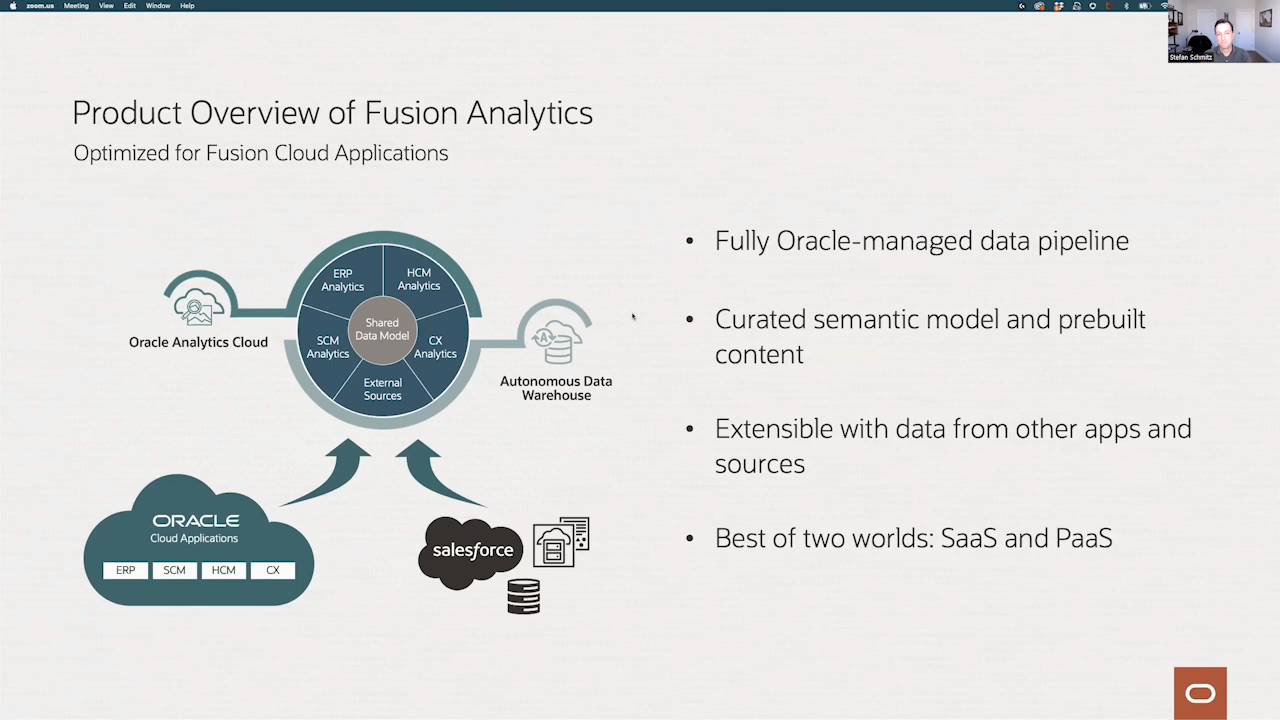 zoom.us Meeting View Edit Window Help
Stefan Schmitz
Product Overview of Fusion Analytics
Optimized for Fusion Cloud Applications
ERP
Analytics
HCM
Analytics
Shared
Data Model
SCM
Analytics
CX
Analytics
External
Sources
Oracle Analytics Cloud
Autonomous Data
Warehouse
ORACLE
Cloud Applications
ERP SCM HCM CX
salesforce
• Fully Oracle-managed data pipeline
• Curated semantic model and prebuilt
content
• Extensible with data from other apps and
sources
• Best of two worlds: SaaS and PaaS